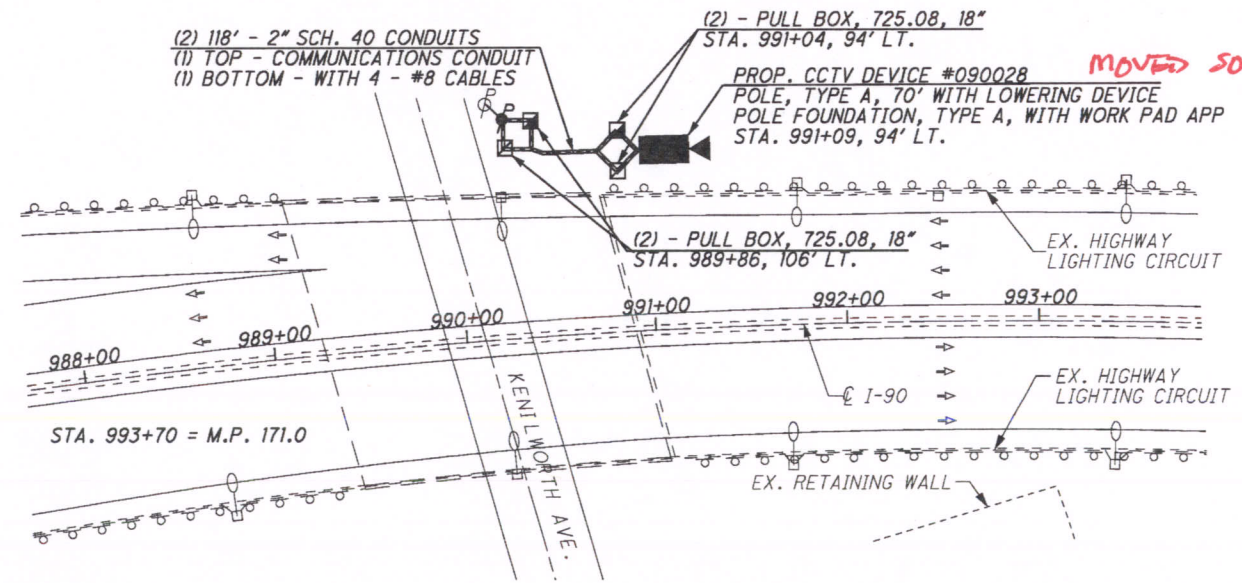 (2) 118' - 2" SCH. 40 CONDUITS
(1) TOP - COMMUNICATIONS CONDUIT
(1) BOTTOM - WITH 4 - #8 CABLES
(2) - PULL BOX, 725.08, 18"
STA. 991+04, 94' LT.
MOVED SO
PROP. CCTV DEVICE #090028
POLE, TYPE A, 70' WITH LOWERING DEVICE
POLE FOUNDATION, TYPE A, WITH WORK PAD APP
STA. 991+09, 94' LT.
P
P
(2) - PULL BOX, 725.08, 18"
STA. 989+86, 106' LT.
EX. HIGHWAY
LIGHTING CIRCUIT
988+00
989+00
990+00
991+00
992+00
993+00
KENILWORTH AVE.
℄ I-90
EX. HIGHWAY
LIGHTING CIRCUIT
STA. 993+70 = M.P. 171.0
EX. RETAINING WALL